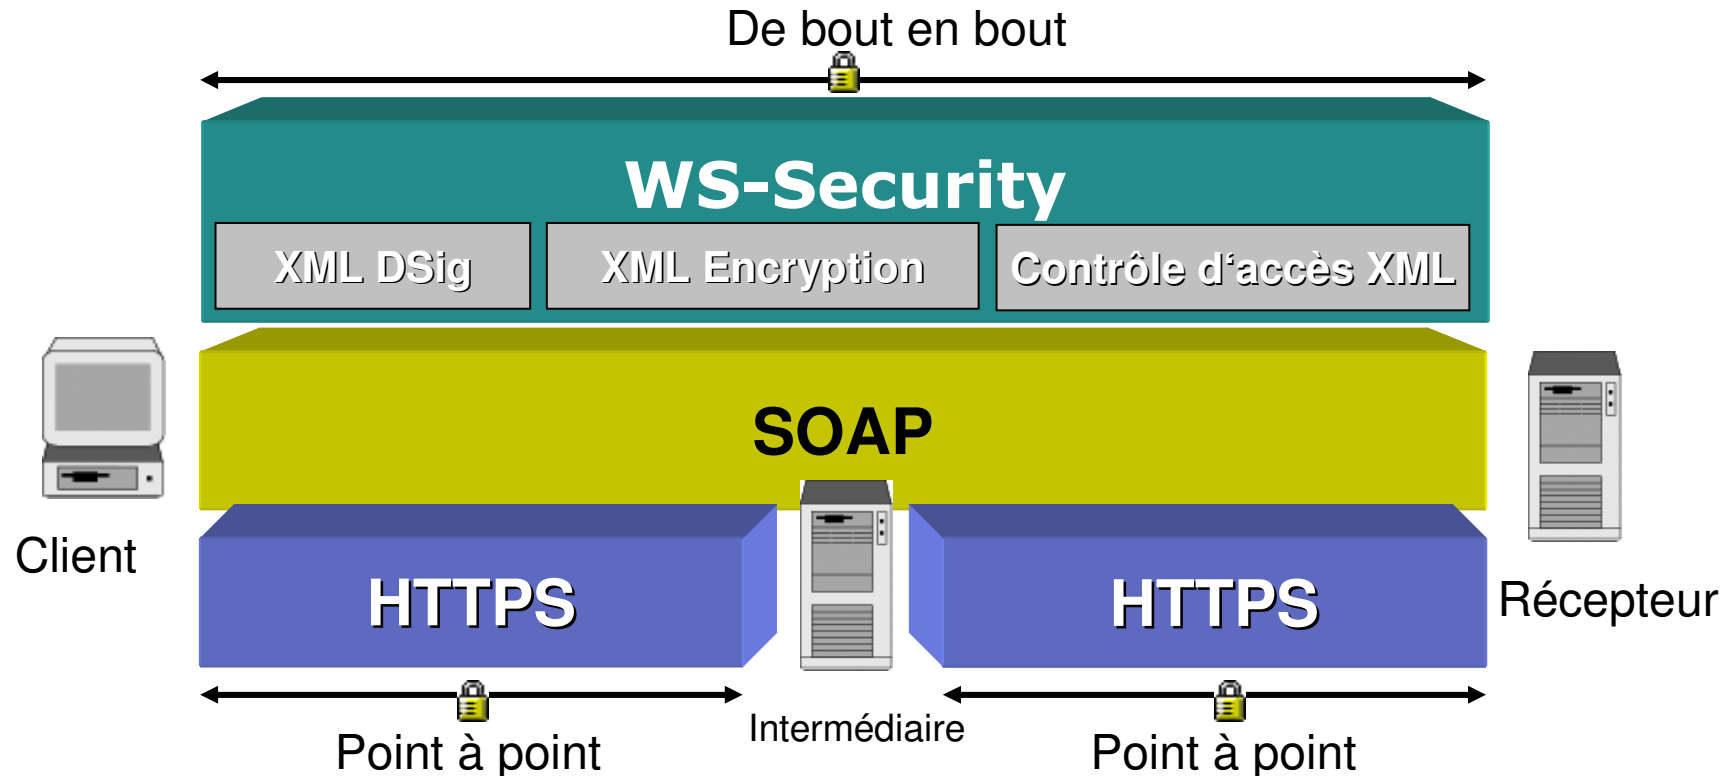 De bout en bout
WS-Security
XML DSig
XML Encryption
Contrôle d‘accès XML
SOAP
Client
HTTPS
HTTPS
Récepteur
Intermédiaire
Point à point
Point à point